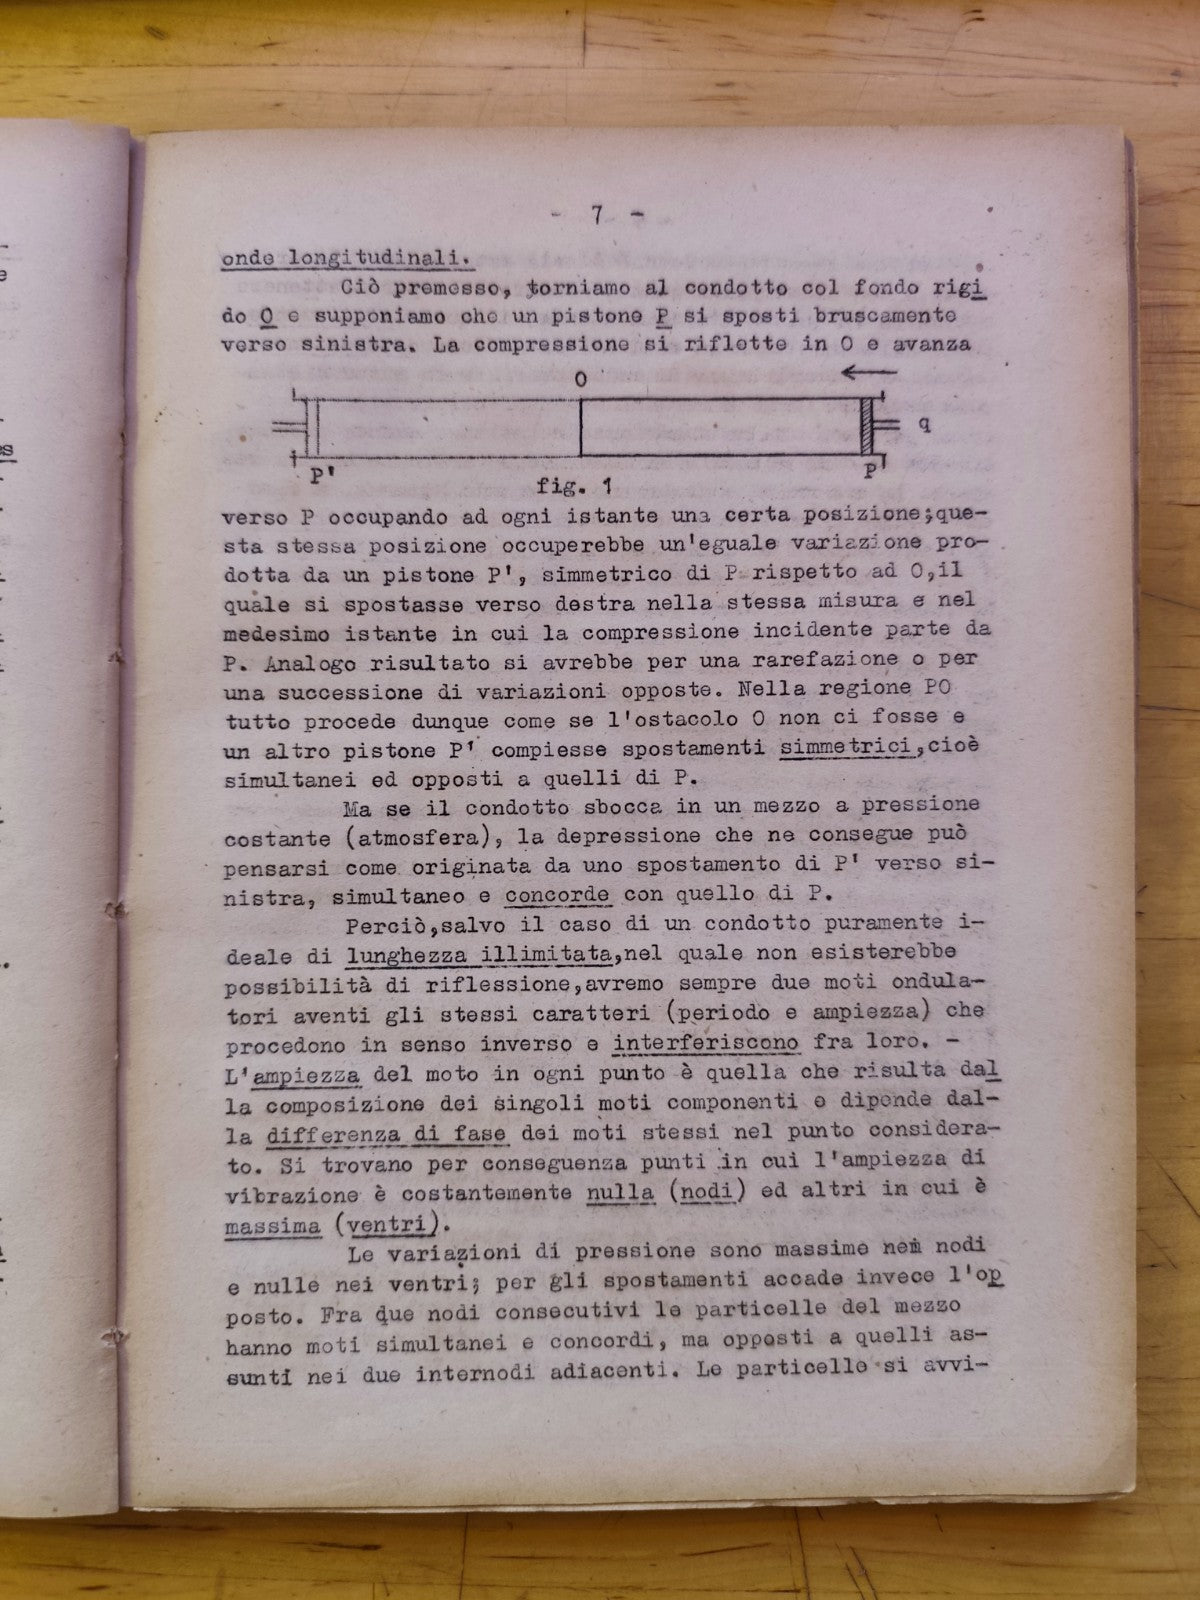 - 7 -
onde longitudinali.
Ciò premesso, torniamo al condotto col fondo rigi
do O e supponiamo che un pistone P si sposti bruscamente
verso sinistra. La compressione si riflette in O e avanza
O
q
P'
P
fig. 1
verso P occupando ad ogni istante una certa posizione;que-
sta stessa posizione occuperebbe un'eguale variazione pro-
dotta da un pistone P', simmetrico di P rispetto ad O,il
quale si spostasse verso destra nella stessa misura e nel
medesimo istante in cui la compressione incidente parte da
P. Analogo risultato si avrebbe per una rarefazione o per
una successione di variazioni opposte. Nella regione PO
tutto procede dunque come se l'ostacolo O non ci fosse e
un altro pistone P' compiesse spostamenti simmetrici,cioè
simultanei ed opposti a quelli di P.
Ma se il condotto sbocca in un mezzo a pressione
costante (atmosfera), la depressione che ne consegue può
pensarsi come originata da uno spostamento di P' verso si-
nistra, simultaneo e concorde con quello di P.
Perciò,salvo il caso di un condotto puramente i-
deale di lunghezza illimitata,nel quale non esisterebbe
possibilità di riflessione,avremo sempre due moti ondula-
tori aventi gli stessi caratteri (periodo e ampiezza) che
procedono in senso inverso e interferiscono fra loro. -
L'ampiezza del moto in ogni punto è quella che risulta dal
la composizione dei singoli moti componenti e dipende dal-
la differenza di fase dei moti stessi nel punto considera-
to. Si trovano per conseguenza punti in cui l'ampiezza di
vibrazione è costantemente nulla (nodi) ed altri in cui è
massima (ventri).
Le variazioni di pressione sono massime nei nodi
e nulle nei ventri; per gli spostamenti accade invece l'op
posto. Fra due nodi consecutivi le particelle del mezzo
hanno moti simultanei e concordi, ma opposti a quelli as-
sunti nei due internodi adiacenti. Le particelle si avvi-